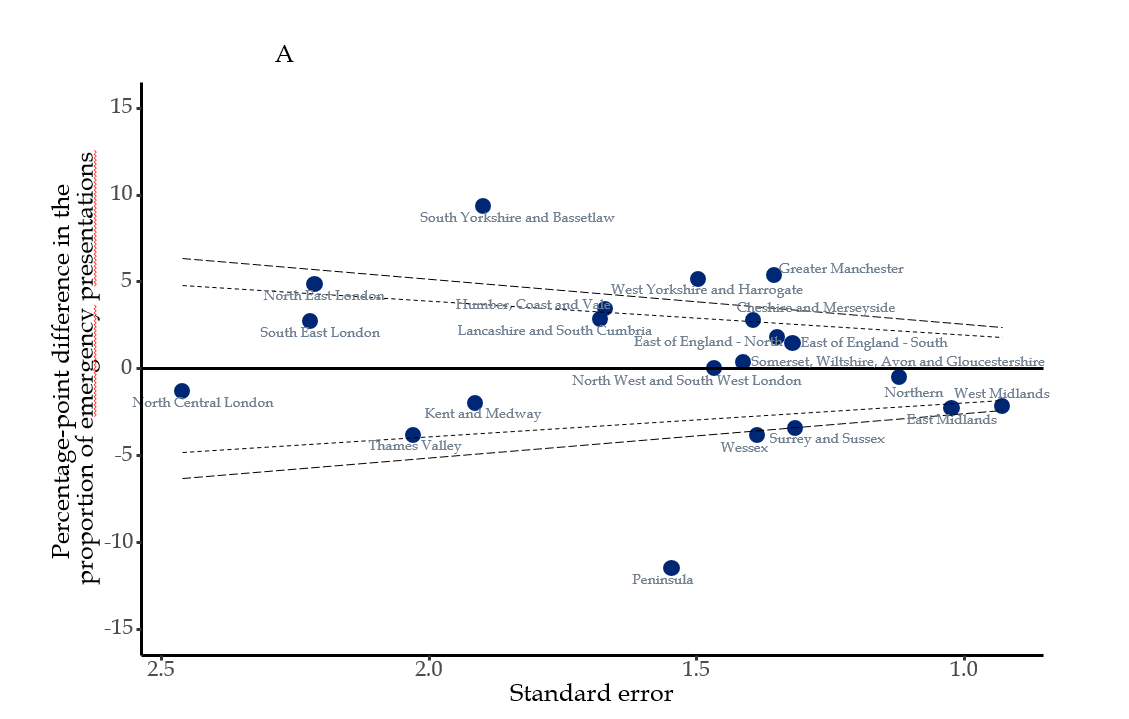 A
Percentage-point difference in the
proportion of emergency presentations
15
10
5
0
-5
-10
-15
South Yorkshire and Bassetlaw
Greater Manchester
North East London
West Yorkshire and Harrogate
Humber, Coast and Vale
Cheshire and Merseyside
South East London
Lancashire and South Cumbria
East of England - North
East of England - South
Somerset, Wiltshire, Avon and Gloucestershire
North West and South West London
Northern
West Midlands
North Central London
Kent and Medway
East Midlands
Thames Valley
Wessex
Surrey and Sussex
Peninsula
2.5
2.0
1.5
1.0
Standard error